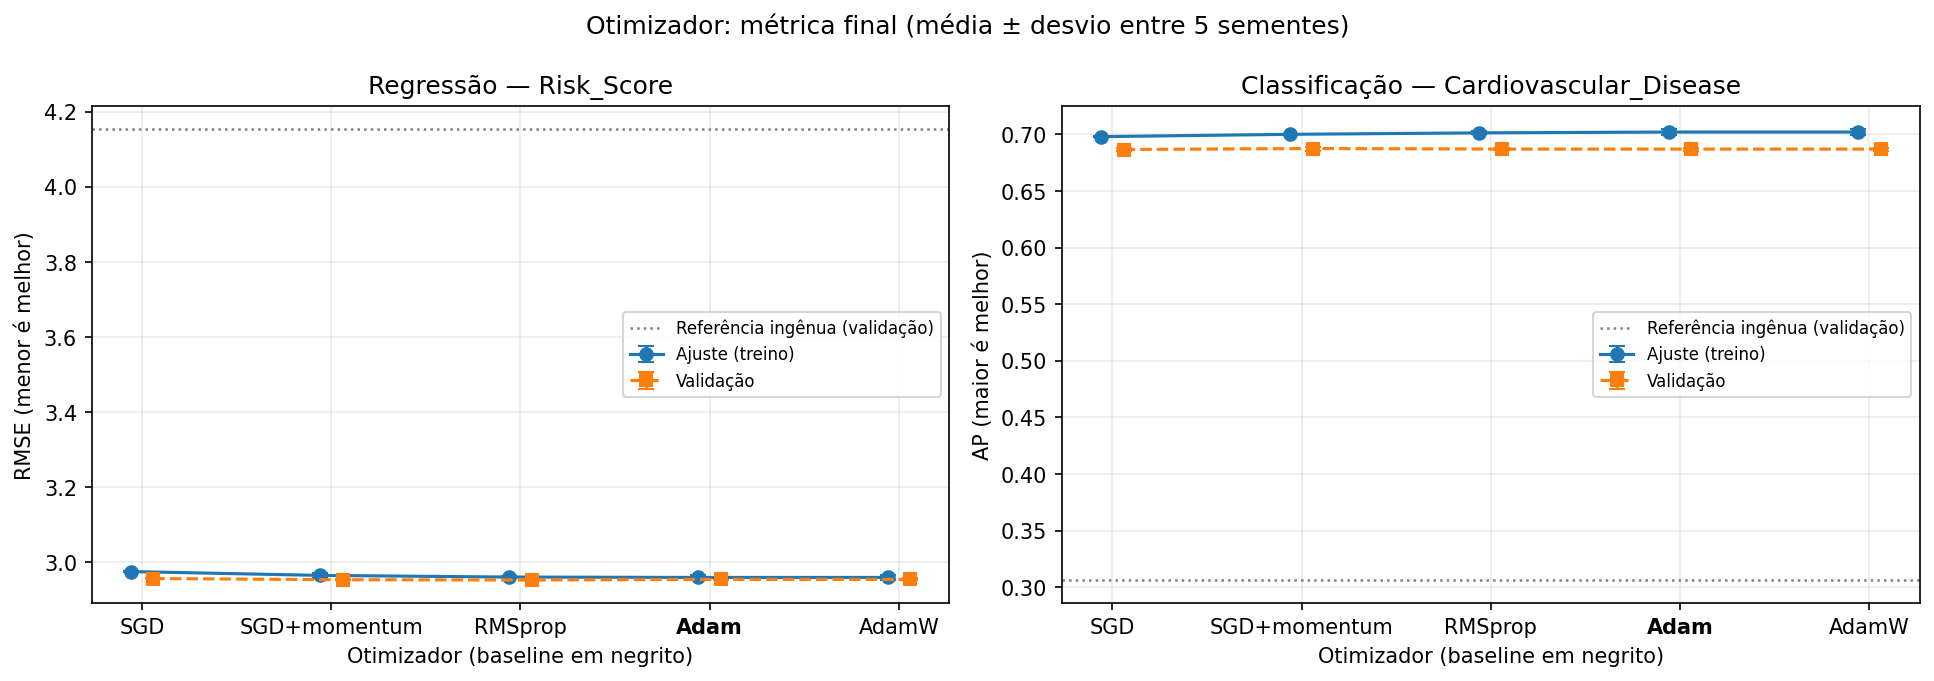 Otimizador: métrica final (média ± desvio entre 5 sementes)
Regressão — Risk_Score
RMSE (menor é melhor)
4.2
4.0
3.8
3.6
3.4
3.2
3.0
Referência ingênua (validação)
Ajuste (treino)
Validação
SGD
SGD+momentum
RMSprop
Adam
AdamW
Otimizador (baseline em negrito)
Classificação — Cardiovascular_Disease
AP (maior é melhor)
0.70
0.65
0.60
0.55
0.50
0.45
0.40
0.35
0.30
Referência ingênua (validação)
Ajuste (treino)
Validação
SGD
SGD+momentum
RMSprop
Adam
AdamW
Otimizador (baseline em negrito)